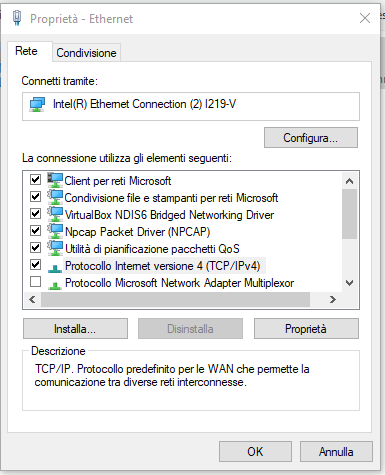 Proprietà - Ethernet
Rete
Condivisione
Connetti tramite:
Intel(R) Ethernet Connection (2) I219-V
Configura...
La connessione utilizza gli elementi seguenti:
Client per reti Microsoft
Condivisione file e stampanti per reti Microsoft
VirtualBox NDIS6 Bridged Networking Driver
Npcap Packet Driver (NPCAP)
Utilità di pianificazione pacchetti QoS
Protocollo Internet versione 4 (TCP/IPv4)
Protocollo Microsoft Network Adapter Multiplexor
Installa...
Disinstalla
Proprietà
Descrizione
TCP/IP. Protocollo predefinito per le WAN che permette la
comunicazione tra diverse reti interconnesse.
OK
Annulla